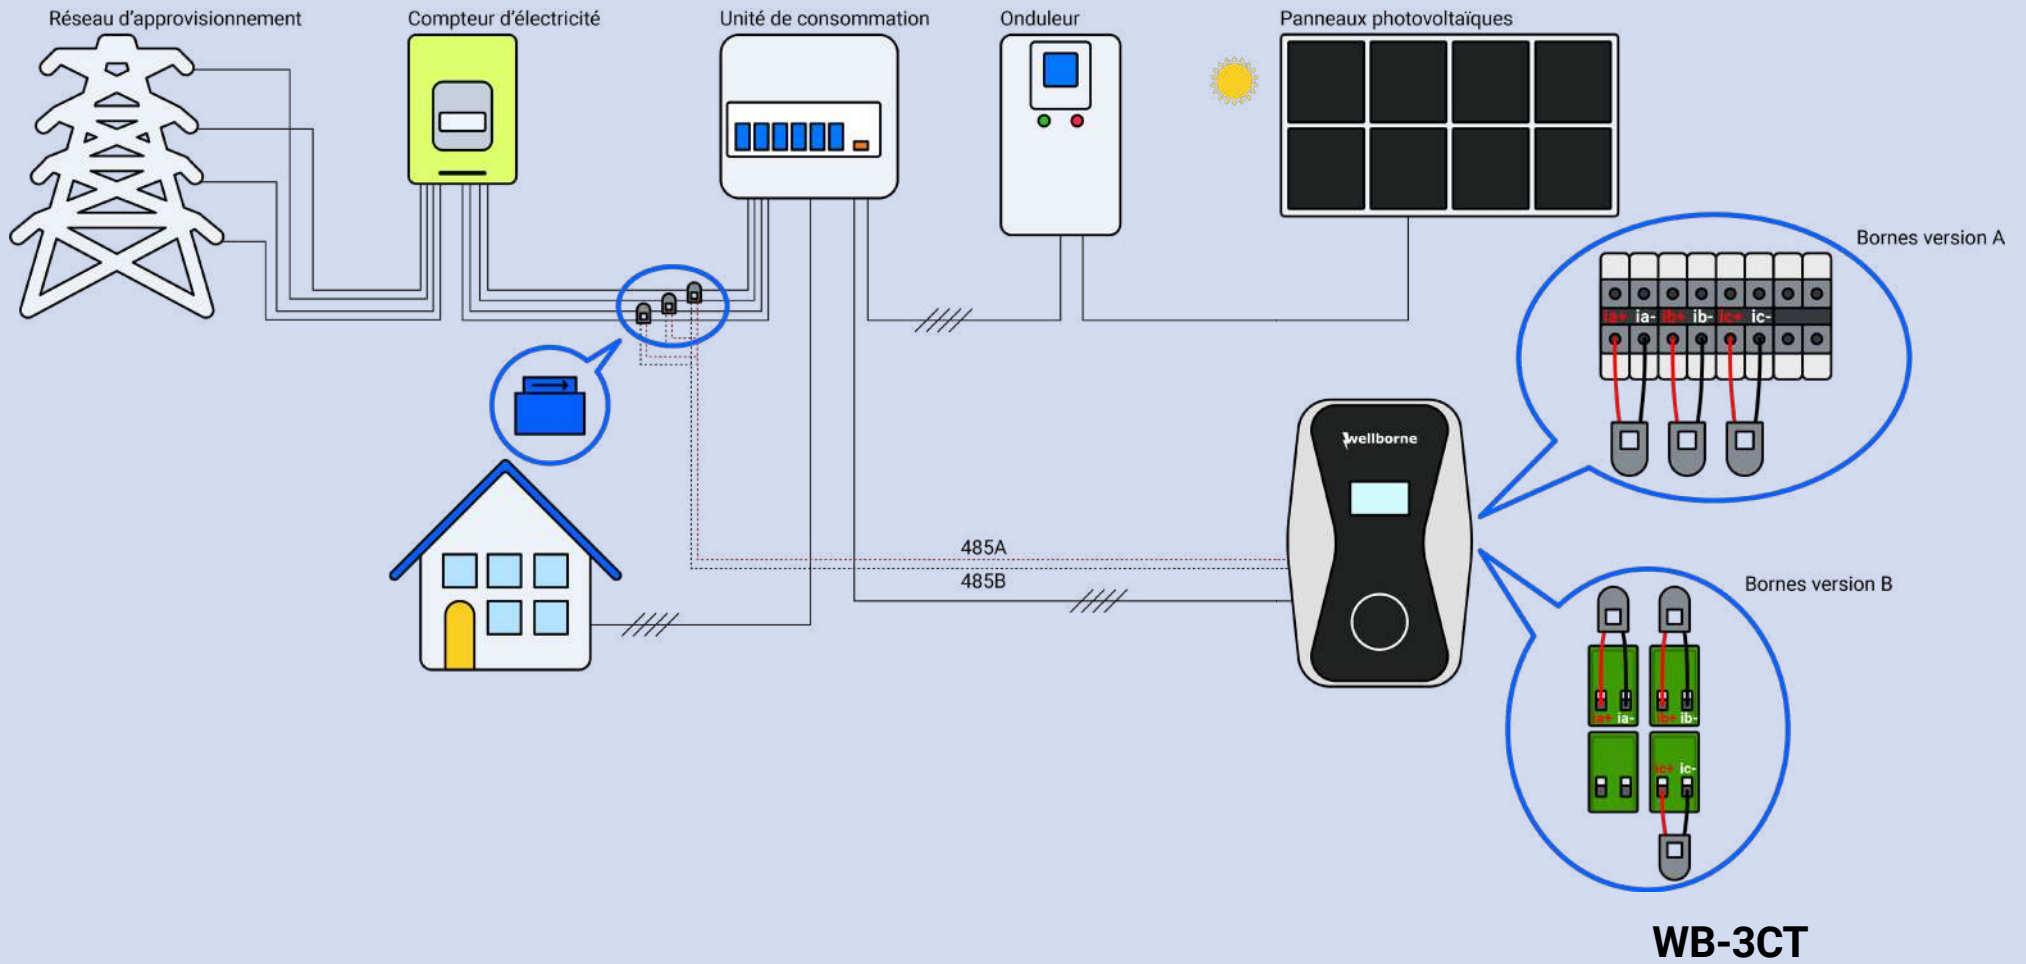 Réseau d'approvisionnement
Compteur d'électricité
Unité de consommation
Onduleur
Panneaux photovoltaïques
Bornes version A
ia+ ia- ib+ ib- ic+ ic-
wellborne
485A
485B
Bornes version B
ia+ ia- ib+ ib-
ic+ ic-
WB-3CT